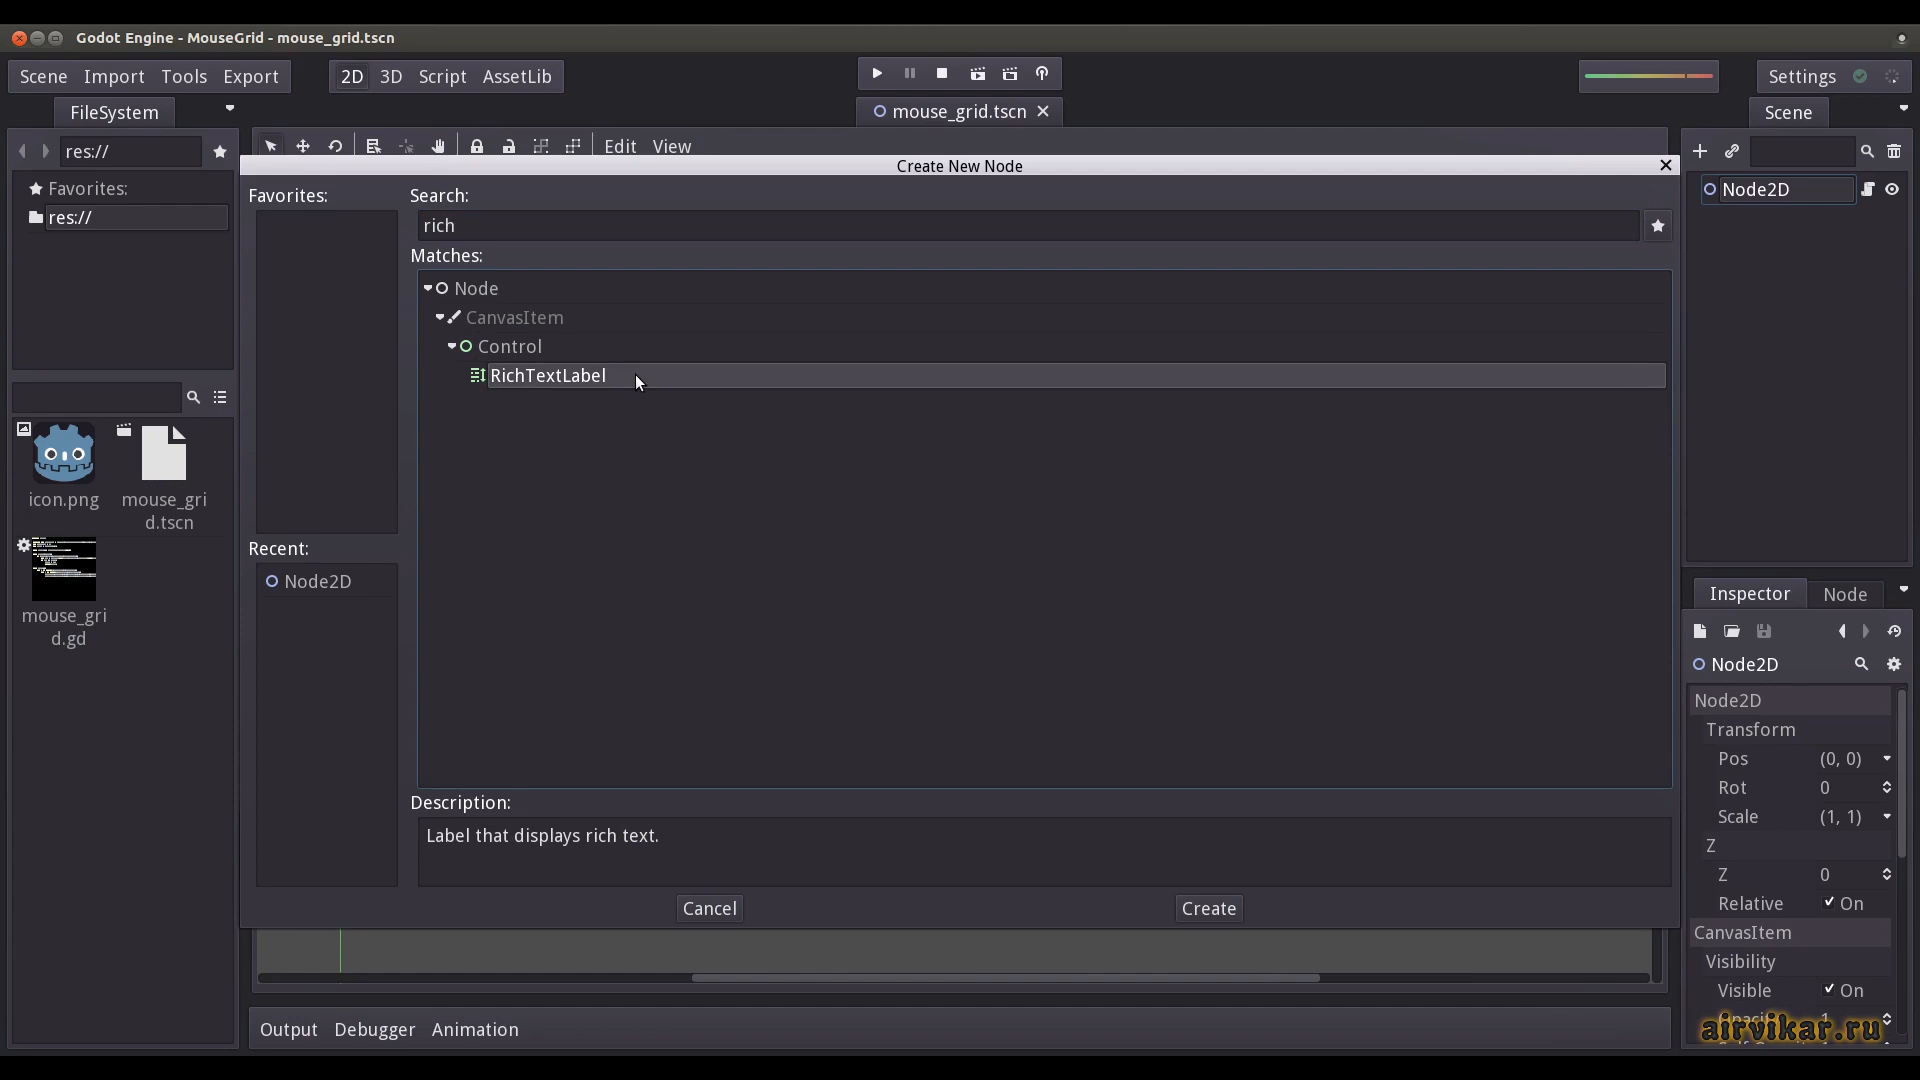 Godot Engine - MouseGrid - mouse_grid.tscn
Scene Import Tools Export 2D 3D Script AssetLib Settings
FileSystem mouse_grid.tscn Scene
res:// Edit View
Create New Node
Favorites: Search:
rich
Matches:
Favorites:
res://
Node
CanvasItem
Control
RichTextLabel
Node2D
icon.png
mouse_gri
d.tscn
mouse_gri
d.gd
Recent:
Node2D
Description:
Label that displays rich text.
Cancel Create
Inspector Node
Node2D
Node2D
Transform
Pos (0, 0)
Rot 0
Scale (1, 1)
Z
Z 0
Relative On
CanvasItem
Visibility
Visible On
Output Debugger Animation
airvikar.ru